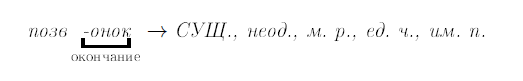 позв -онок → СУЩ., неод., м. р., ед. ч., им. п.
окончание